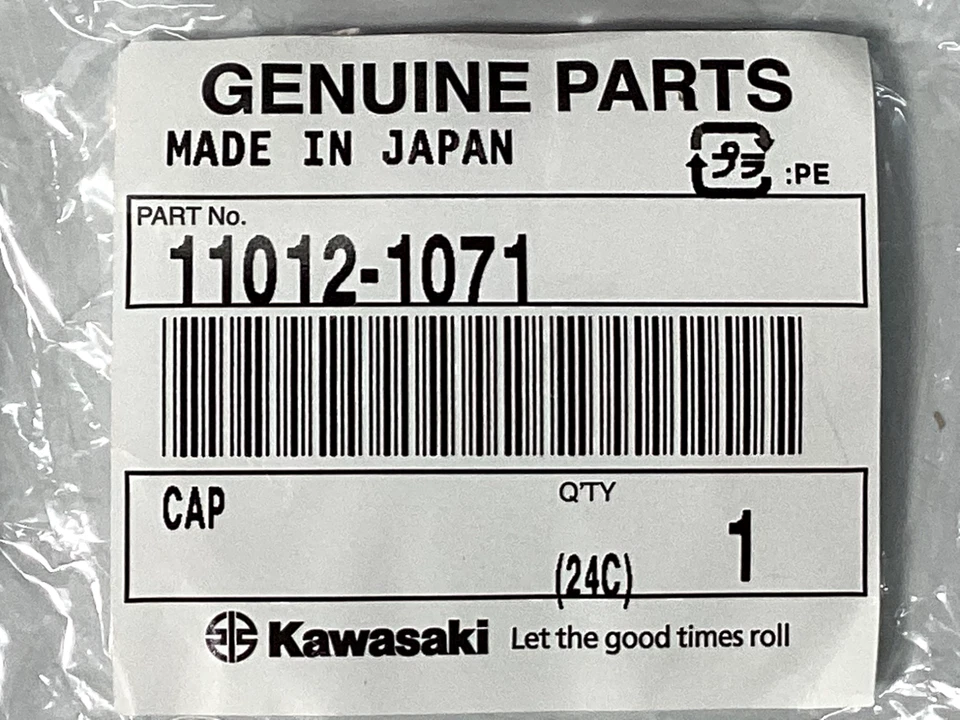 GENUINE PARTS
MADE IN JAPAN
プラ :PE
PART No.
11012-1071
CAP
Q'TY
1
(24C)
Kawasaki Let the good times roll